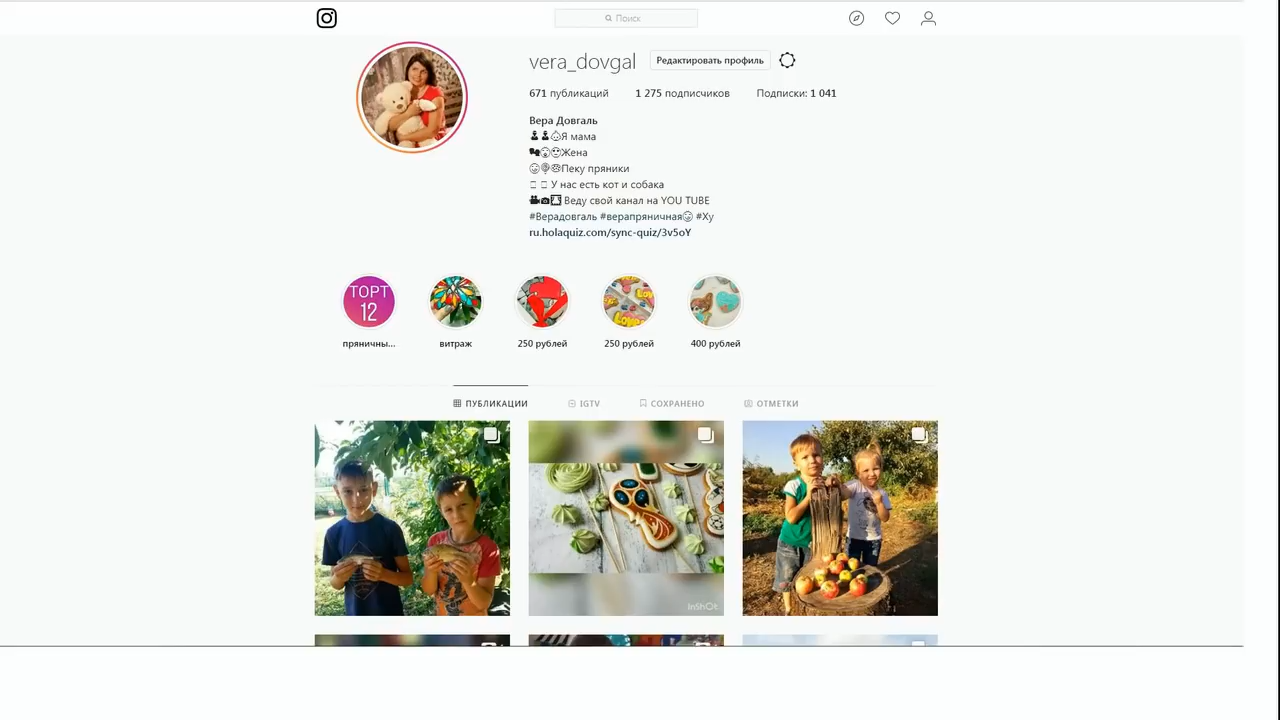 Поиск
vera_dovgal
Редактировать профиль
671 публикаций
1 275 подписчиков
Подписки: 1 041
Вера Довгаль
Я мама
Жена
Пеку пряники
У нас есть кот и собака
Веду свой канал на YOU TUBE
#Верадовгаль #верапряничная #Ху
ru.holaquiz.com/sync-quiz/3v5oY
ТОРТ
12
пряничны...
витраж
250 рублей
250 рублей
400 рублей
ПУБЛИКАЦИИ
IGTV
СОХРАНЕНО
ОТМЕТКИ
InShOt